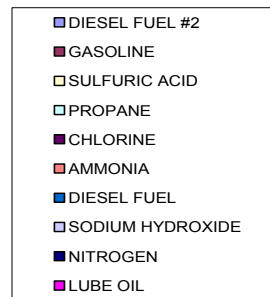 DIESEL FUEL #2
GASOLINE
SULFURIC ACID
PROPANE
CHLORINE
AMMONIA
DIESEL FUEL
SODIUM HYDROXIDE
NITROGEN
LUBE OIL